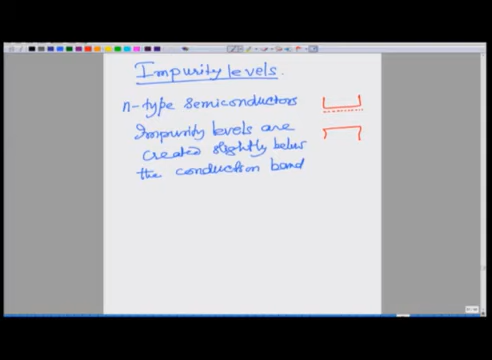 Impurity levels.
n-type semiconductors
Impurity levels are
created slightly below
the conduction band